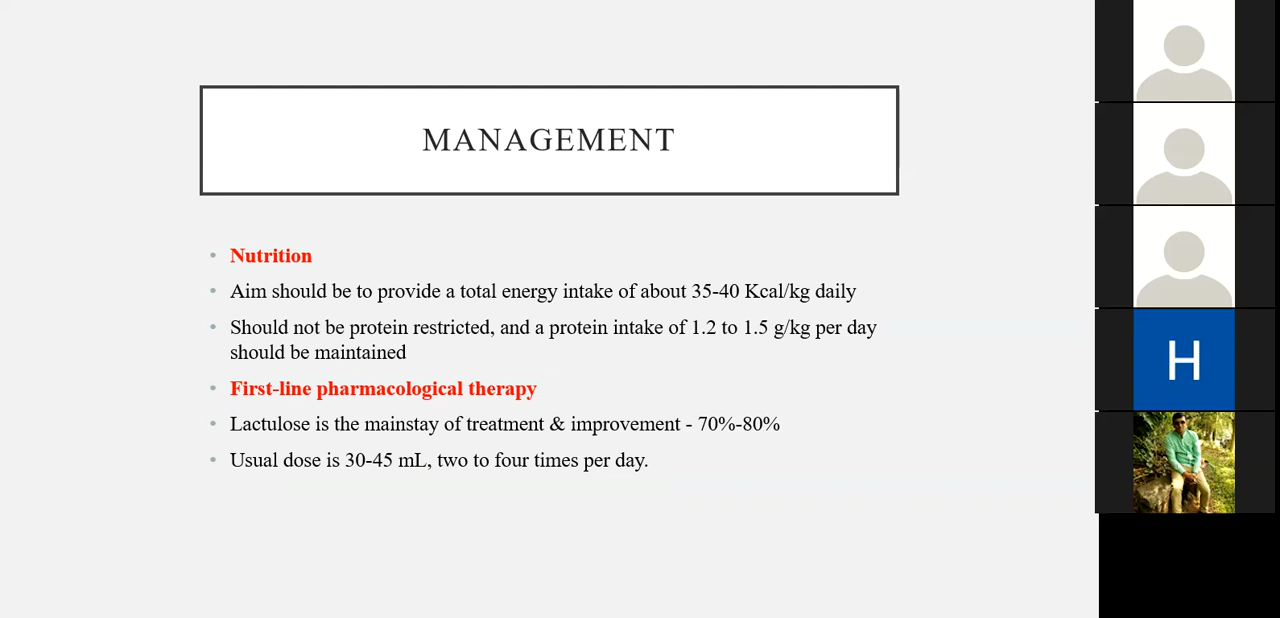 MANAGEMENT
• Nutrition
• Aim should be to provide a total energy intake of about 35-40 Kcal/kg daily
• Should not be protein restricted, and a protein intake of 1.2 to 1.5 g/kg per day
should be maintained
• First-line pharmacological therapy
• Lactulose is the mainstay of treatment & improvement - 70%-80%
• Usual dose is 30-45 mL, two to four times per day.
H